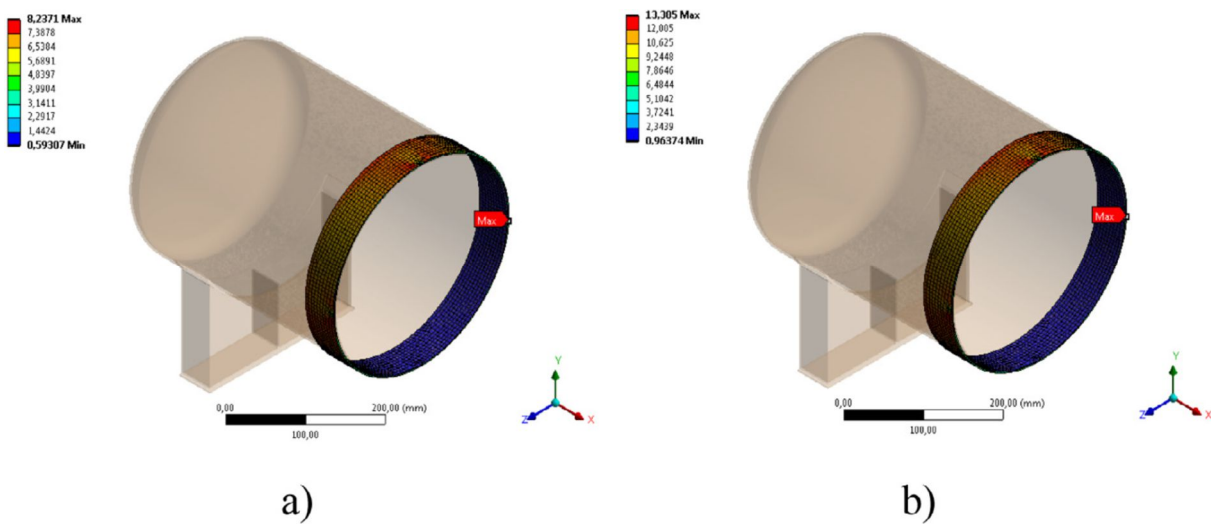 8,2371 Max
7,3878
6,5304
5,6891
4,8397
3,9904
3,1411
2,2917
1,4424
0,59307 Min
Max
Y
Z
X
0,00
200,00 (mm)
100,00
a)
13,305 Max
12,005
10,625
9,2448
7,8646
6,4844
5,1042
3,7241
2,3439
0,96374 Min
Max
Y
Z
X
0,00
200,00 (mm)
100,00
b)